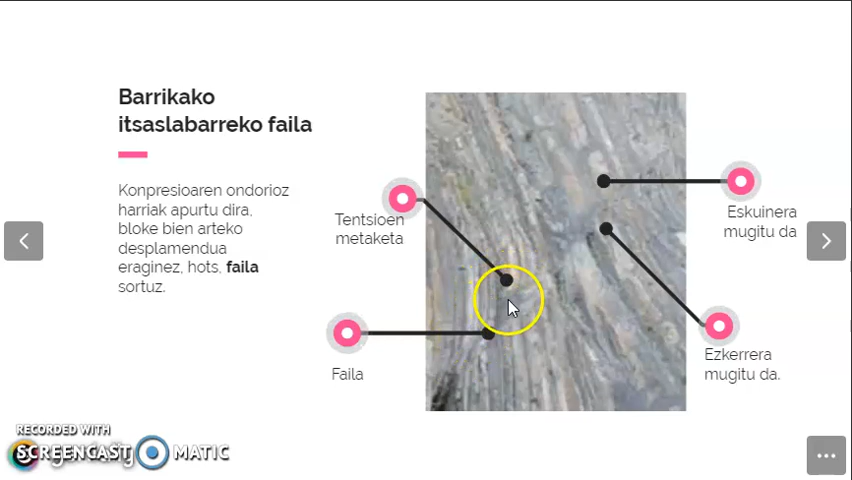 Barrikako
itsaslabarreko faila
Konpresioaren ondorioz
harriak apurtu dira,
bloke bien arteko
desplamendua
eraginez, hots, faila
sortuz.
Tentsioen
metaketa
Faila
Eskuinera
mugitu da
Ezkerrera
mugitu da.
RECORDED WITH
SCREENCAST MATIC